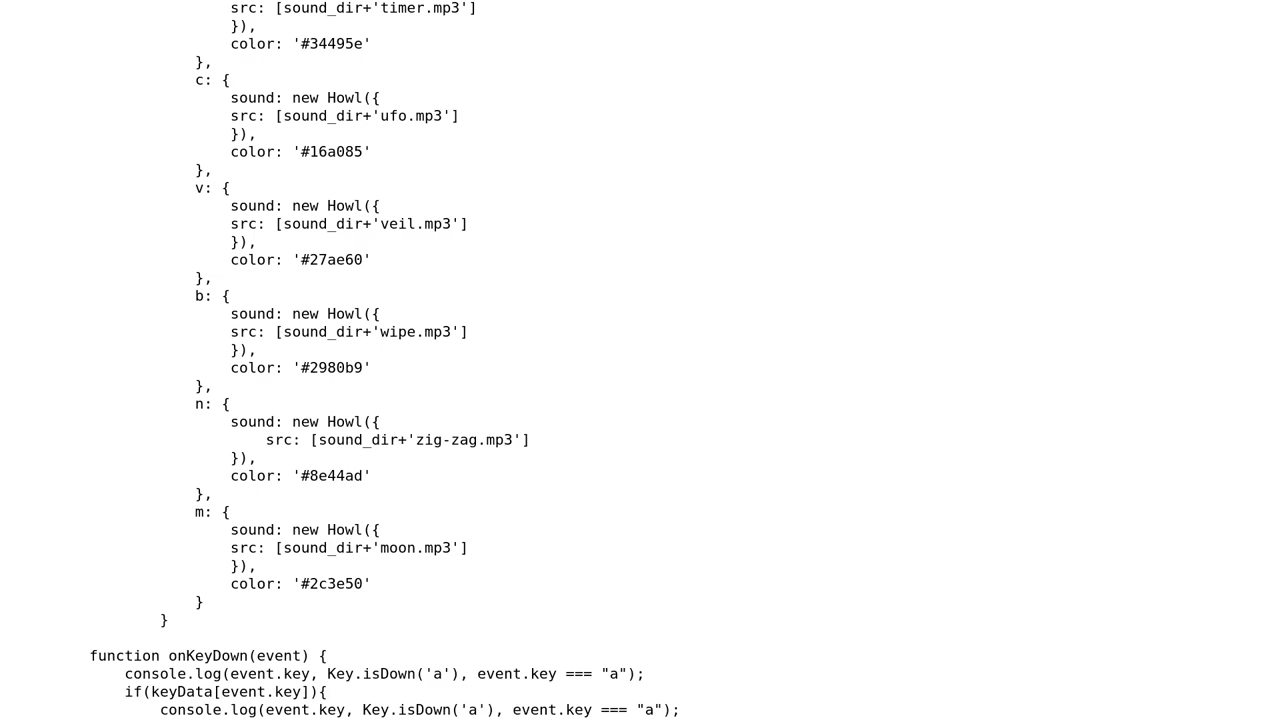 src: [sound_dir+'timer.mp3']
}),
color: '#34495e'
},
c: {
sound: new Howl({
src: [sound_dir+'ufo.mp3']
}),
color: '#16a085'
},
v: {
sound: new Howl({
src: [sound_dir+'veil.mp3']
}),
color: '#27ae60'
},
b: {
sound: new Howl({
src: [sound_dir+'wipe.mp3']
}),
color: '#2980b9'
},
n: {
sound: new Howl({
src: [sound_dir+'zig-zag.mp3']
}),
color: '#8e44ad'
},
m: {
sound: new Howl({
src: [sound_dir+'moon.mp3']
}),
color: '#2c3e50'
}
}
function onKeyDown(event) {
console.log(event.key, Key.isDown('a'), event.key === "a");
if(keyData[event.key]){
console.log(event.key, Key.isDown('a'), event.key === "a");